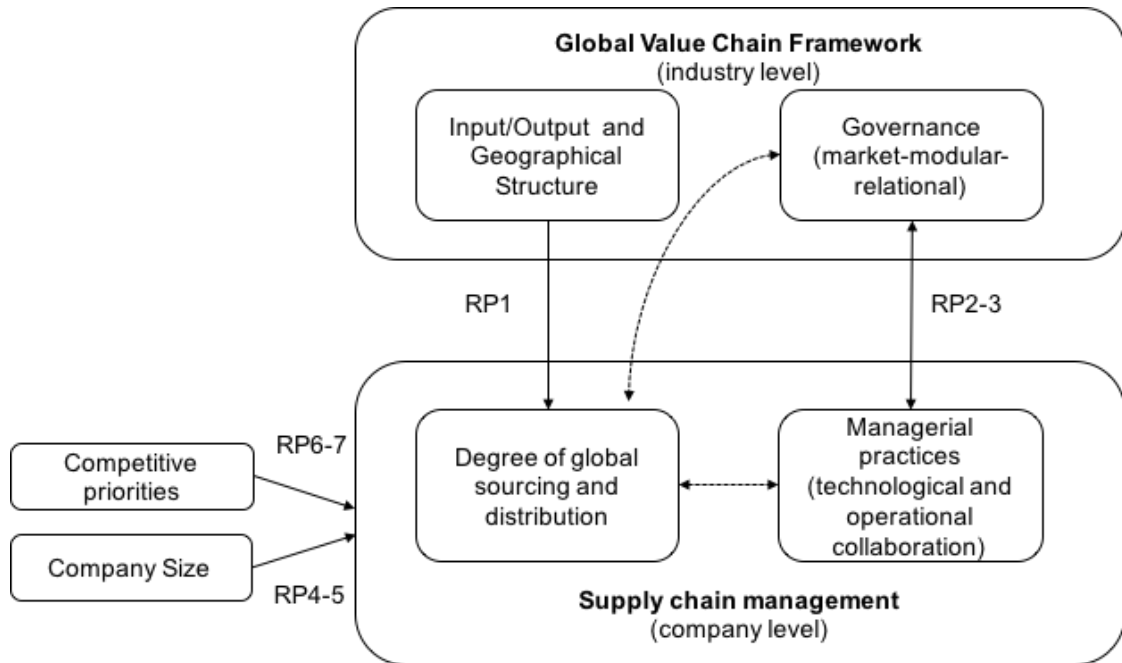 Global Value Chain Framework
(industry level)
Input/Output and
Geographical
Structure
Governance
(market-modular-
relational)
RP1
RP2-3
RP6-7
Competitive
priorities
Company Size
RP4-5
Degree of global
sourcing and
distribution
Managerial
practices
(technological and
operational
collaboration)
Supply chain management
(company level)